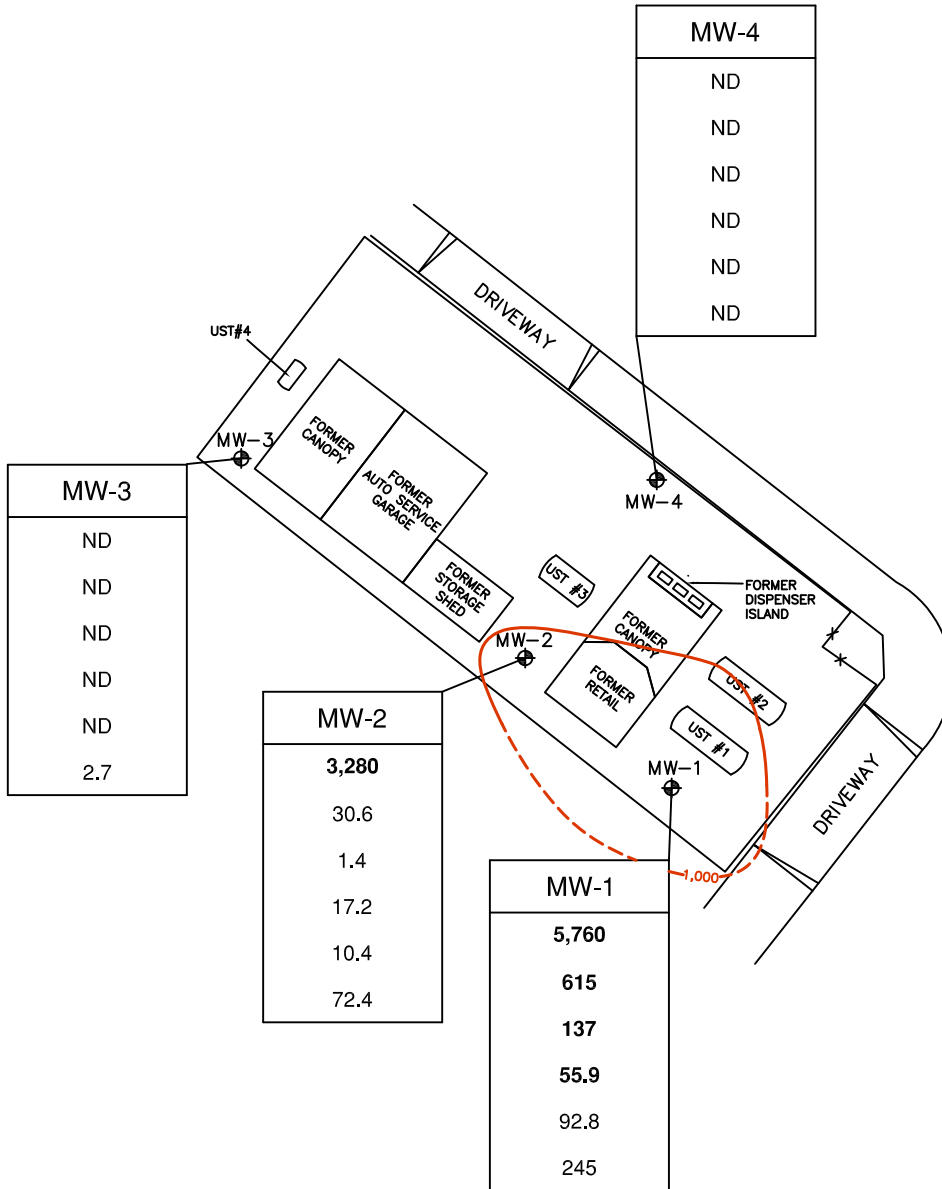 MW-4
ND
ND
ND
ND
ND
ND
DRIVEWAY
UST#4
FORMER
CANOPY
MW-3
FORMER
AUTO SERVICE
GARAGE
MW-4
MW-3
ND
ND
ND
ND
ND
2.7
FORMER
STORAGE
SHED
UST #3
FORMER
DISPENSER
ISLAND
FORMER
CANOPY
MW-2
FORMER
RETAIL
UST #2
UST #1
MW-1
DRIVEWAY
MW-2
3,280
30.6
1.4
17.2
10.4
72.4
1,000
MW-1
5,760
615
137
55.9
92.8
245